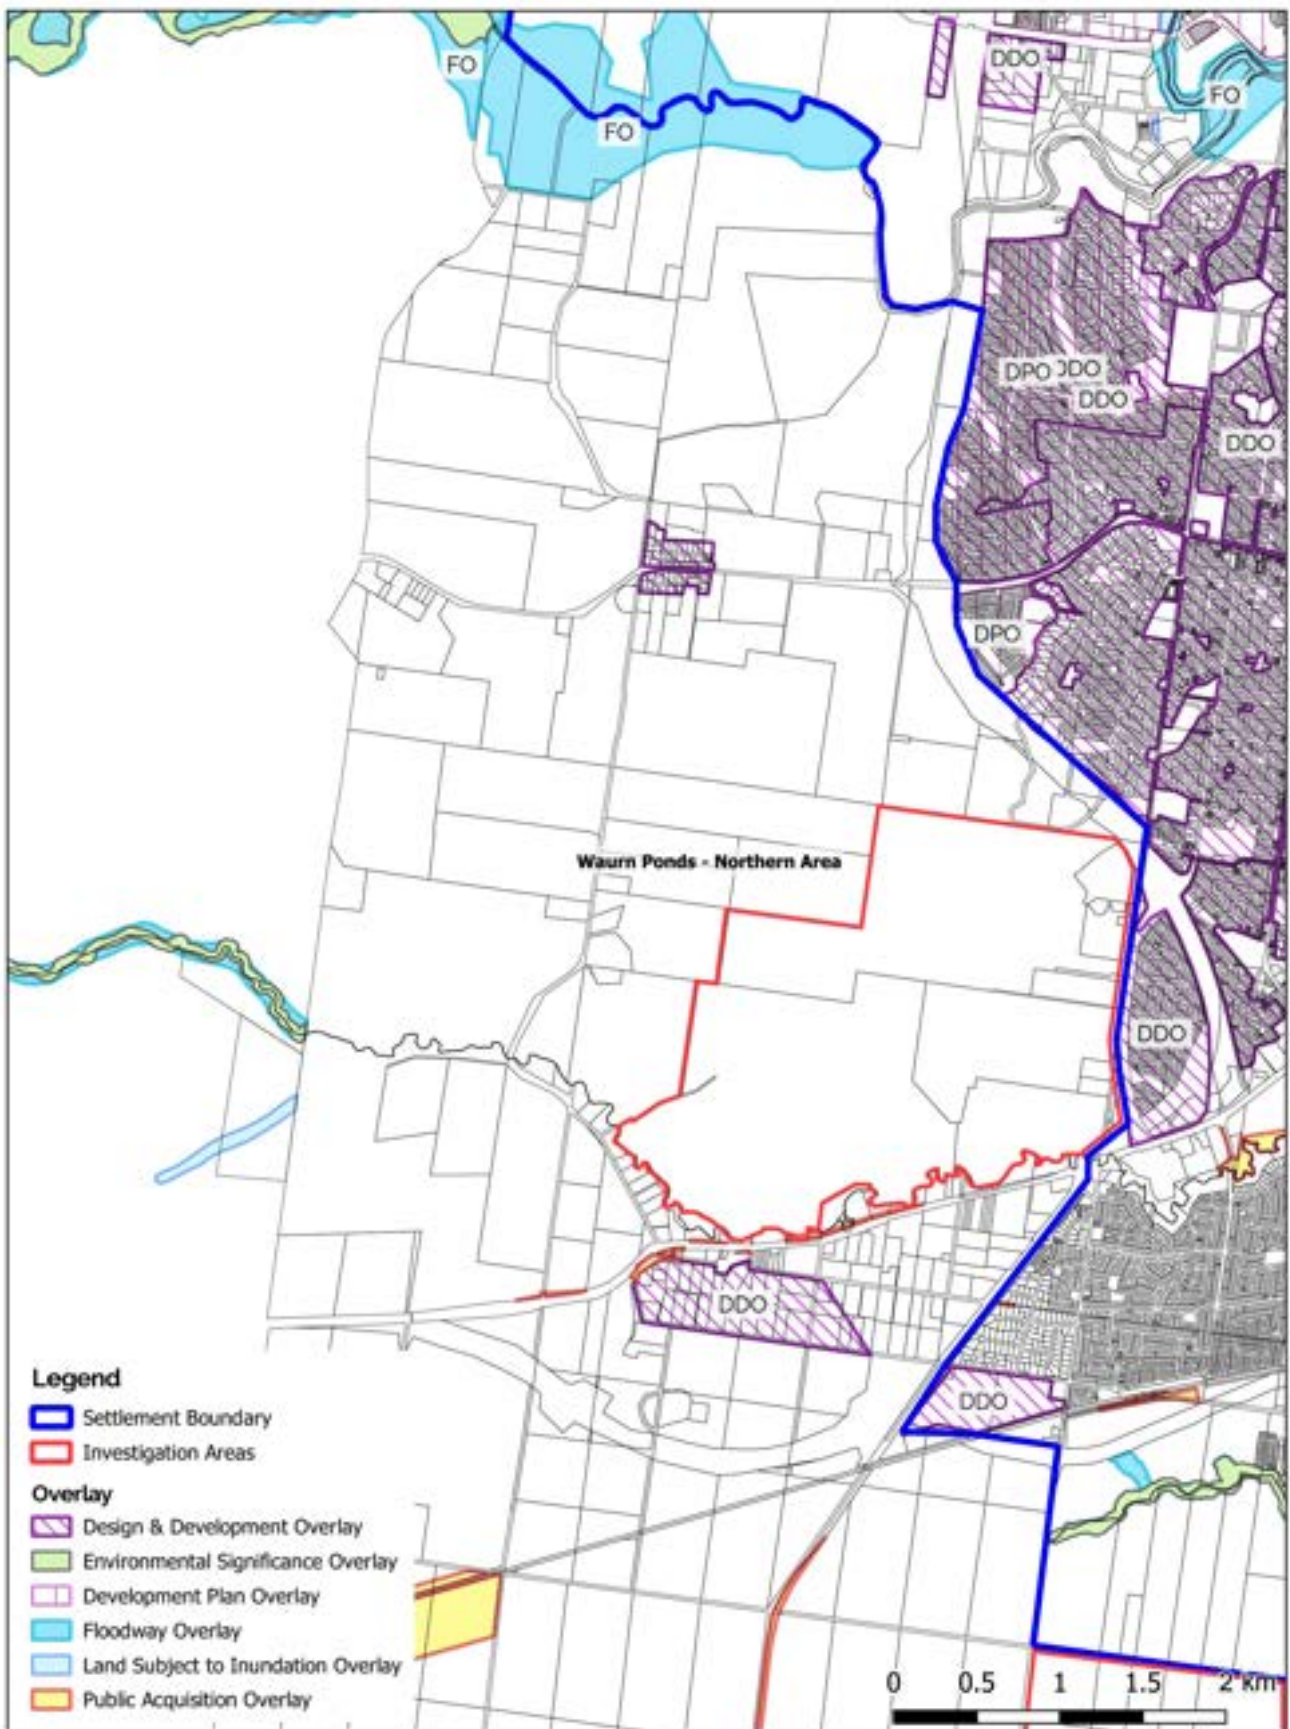 FO
DDO
FO
FO
DPO
DDO
DDO
DDO
DPO
Waurn Ponds - Northern Area
DDO
DDO
DDO
Legend
Settlement Boundary
Investigation Areas
Overlay
Design & Development Overlay
Environmental Significance Overlay
Development Plan Overlay
Floodway Overlay
Land Subject to Inundation Overlay
Public Acquisition Overlay
0 0.5 1 1.5 2 km